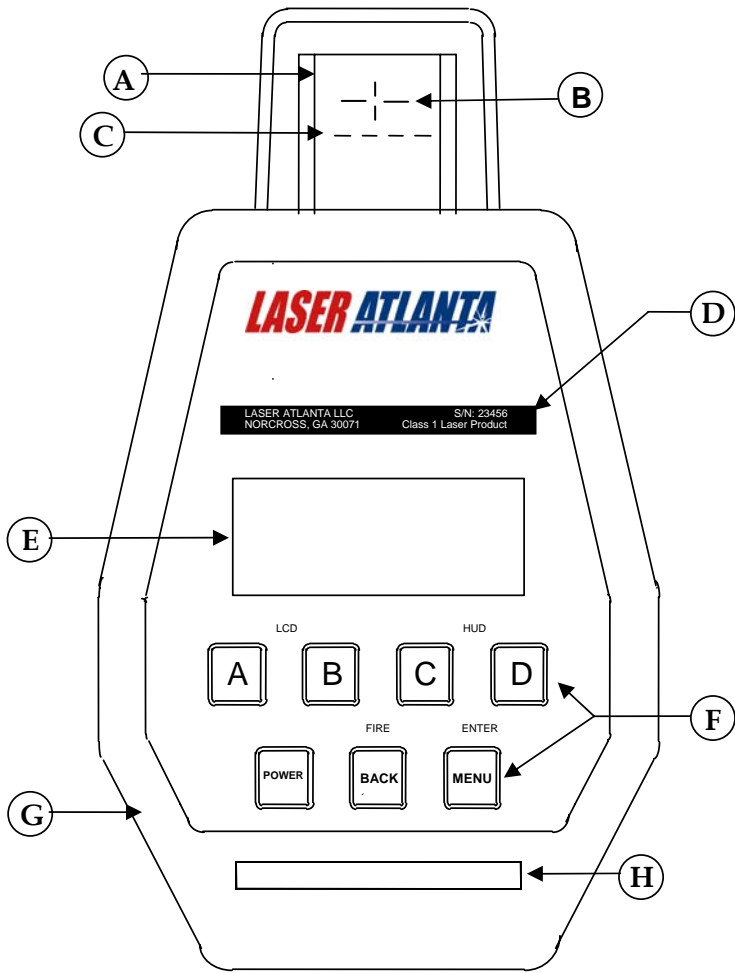 A
B
C
LASER ATLANTA
D
LASER ATLANTA LLC S/N: 23456
NORCROSS, GA 30071 Class 1 Laser Product
E
LCD HUD
A B C D
F
FIRE ENTER
POWER BACK MENU
G
H